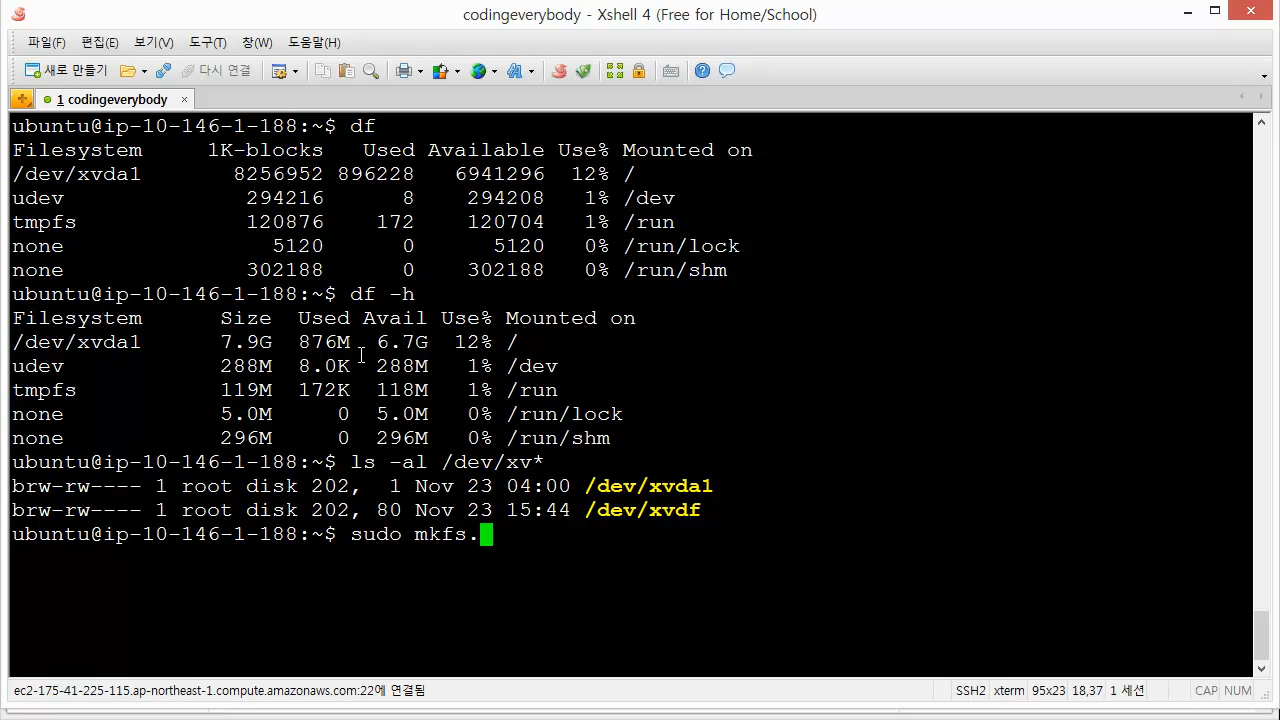 codingeverybody - Xshell 4 (Free for Home/School)
파일(F) 편집(E) 보기(V) 도구(T) 창(W) 도움말(H)
새로 만들기 다시 연결
1 codingeverybody
ubuntu@ip-10-146-1-188:~$ df
Filesystem 1K-blocks Used Available Use% Mounted on
/dev/xvda1 8256952 896228 6941296 12% /
udev 294216 8 294208 1% /dev
tmpfs 120876 172 120704 1% /run
none 5120 0 5120 0% /run/lock
none 302188 0 302188 0% /run/shm
ubuntu@ip-10-146-1-188:~$ df -h
Filesystem Size Used Avail Use% Mounted on
/dev/xvda1 7.9G 876M 6.7G 12% /
udev 288M 8.0K 288M 1% /dev
tmpfs 119M 172K 118M 1% /run
none 5.0M 0 5.0M 0% /run/lock
none 296M 0 296M 0% /run/shm
ubuntu@ip-10-146-1-188:~$ ls -al /dev/xv*
brw-rw---- 1 root disk 202, 1 Nov 23 04:00 /dev/xvda1
brw-rw---- 1 root disk 202, 80 Nov 23 15:44 /dev/xvdf
ubuntu@ip-10-146-1-188:~$ sudo mkfs.
ec2-175-41-225-115.ap-northeast-1.compute.amazonaws.com:22에 연결됨 SSH2 xterm 95x23 18,37 1 세션 CAP NUM